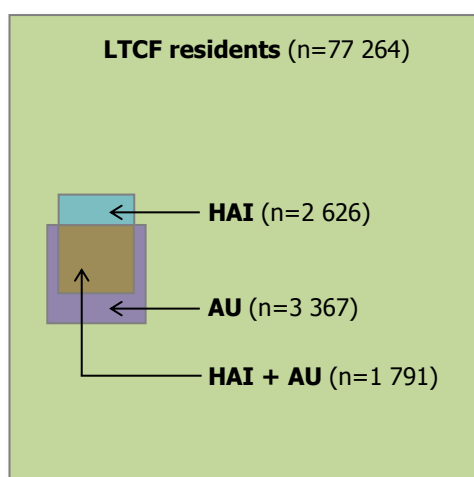 LTCF residents (n=77 264)
HAI (n=2 626)
AU (n=3 367)
HAI + AU (n=1 791)